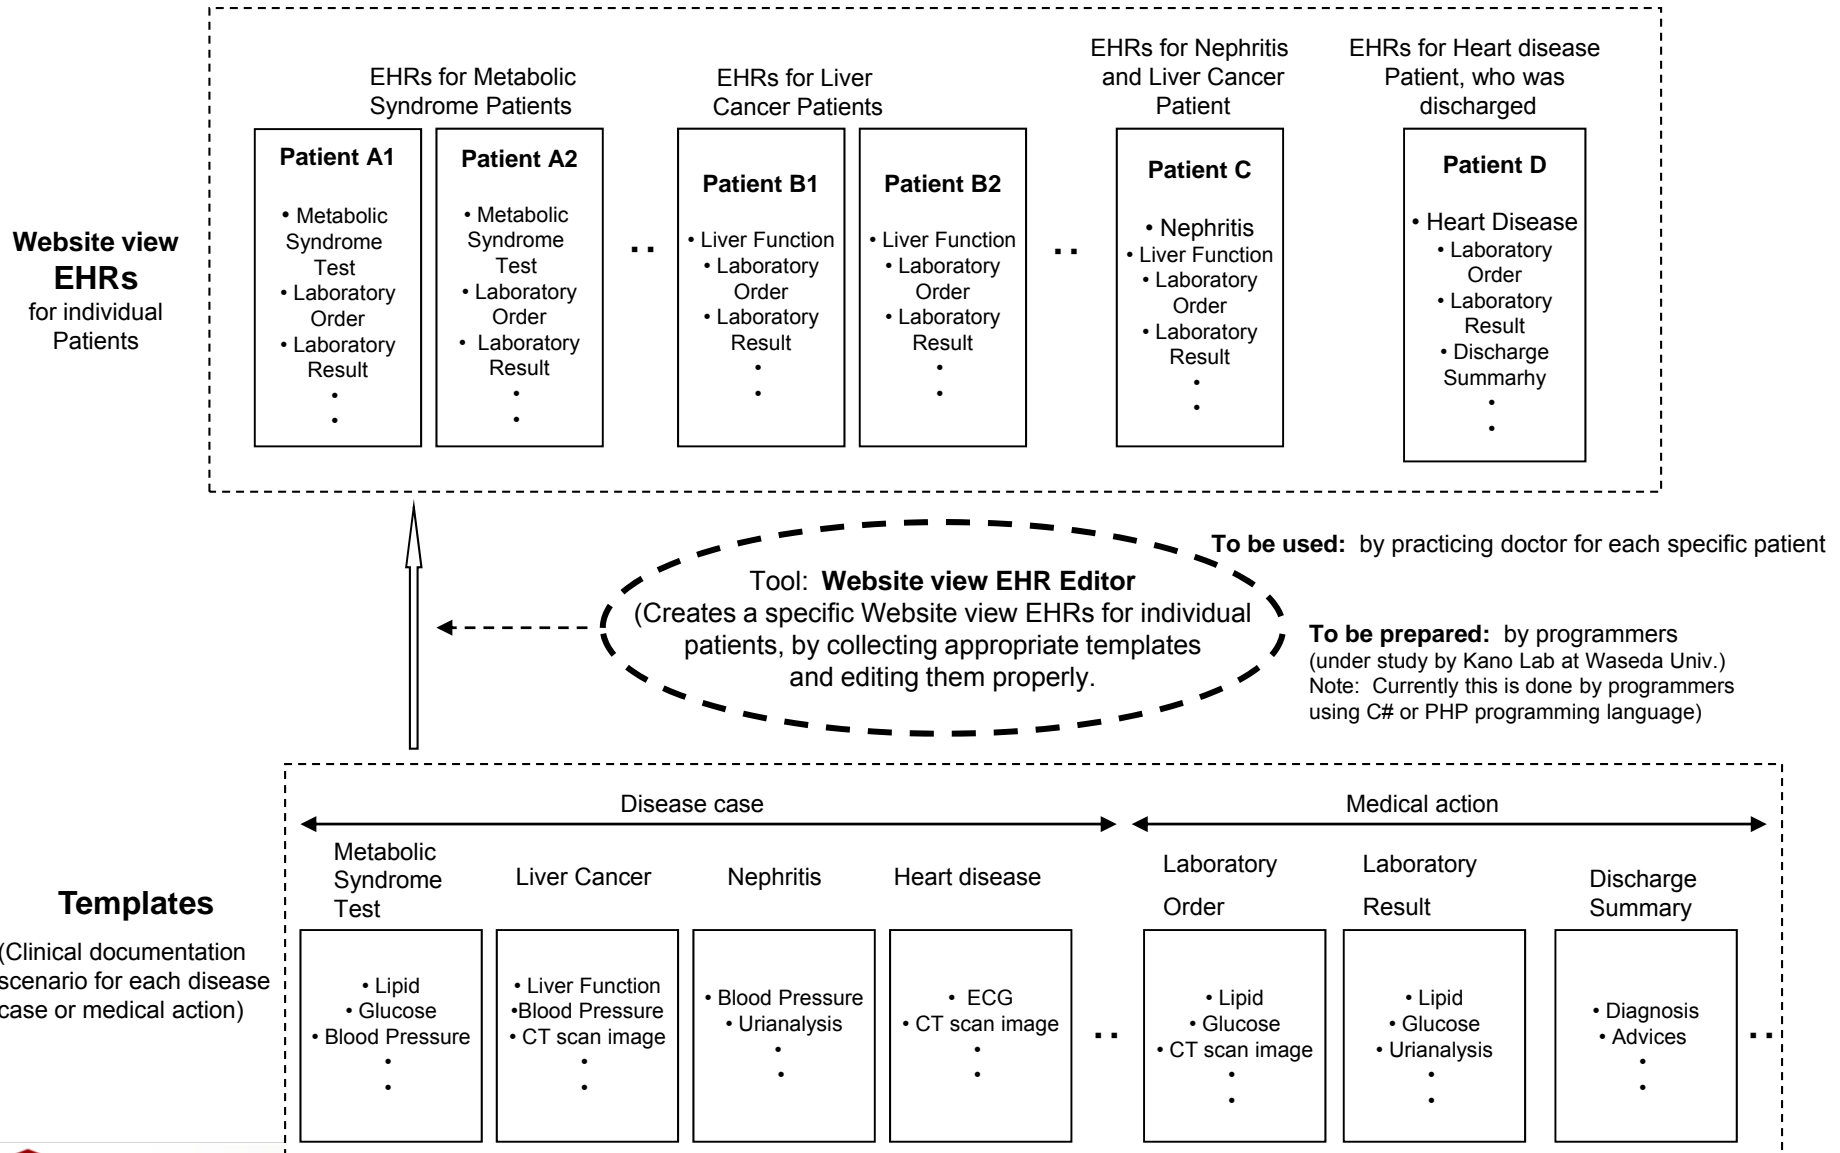 EHRs for Metabolic
Syndrome Patients
EHRs for Liver
Cancer Patients
EHRs for Nephritis
and Liver Cancer
Patient
EHRs for Heart disease
Patient, who was
discharged
Website view
EHRs
for individual
Patients
Patient A1
• Metabolic
Syndrome
Test
• Laboratory
Order
• Laboratory
Result
•
•
Patient A2
• Metabolic
Syndrome
Test
• Laboratory
Order
• Laboratory
Result
•
•
..
Patient B1
• Liver Function
• Laboratory
Order
• Laboratory
Result
•
•
Patient B2
• Liver Function
• Laboratory
Order
• Laboratory
Result
•
•
..
Patient C
• Nephritis
• Liver Function
• Laboratory
Order
• Laboratory
Result
•
•
Patient D
• Heart Disease
• Laboratory
Order
• Laboratory
Result
• Discharge
Summarhy
•
•
Tool: Website view EHR Editor
(Creates a specific Website view EHRs for individual
patients, by collecting appropriate templates
and editing them properly.
To be used: by practicing doctor for each specific patient
To be prepared: by programmers
(under study by Kano Lab at Waseda Univ.)
Note: Currently this is done by programmers
using C# or PHP programming language)
Disease case
Medical action
Templates
(Clinical documentation
scenario for each disease
case or medical action)
Metabolic
Syndrome
Test
• Lipid
• Glucose
• Blood Pressure
•
•
Liver Cancer
• Liver Function
•Blood Pressure
• CT scan image
•
•
Nephritis
• Blood Pressure
• Urianalysis
•
•
Heart disease
• ECG
• CT scan image
•
•
..
Laboratory
Order
• Lipid
• Glucose
• CT scan image
•
•
Laboratory
Result
• Lipid
• Glucose
• Urianalysis
•
•
Discharge
Summary
• Diagnosis
• Advices
•
•
..